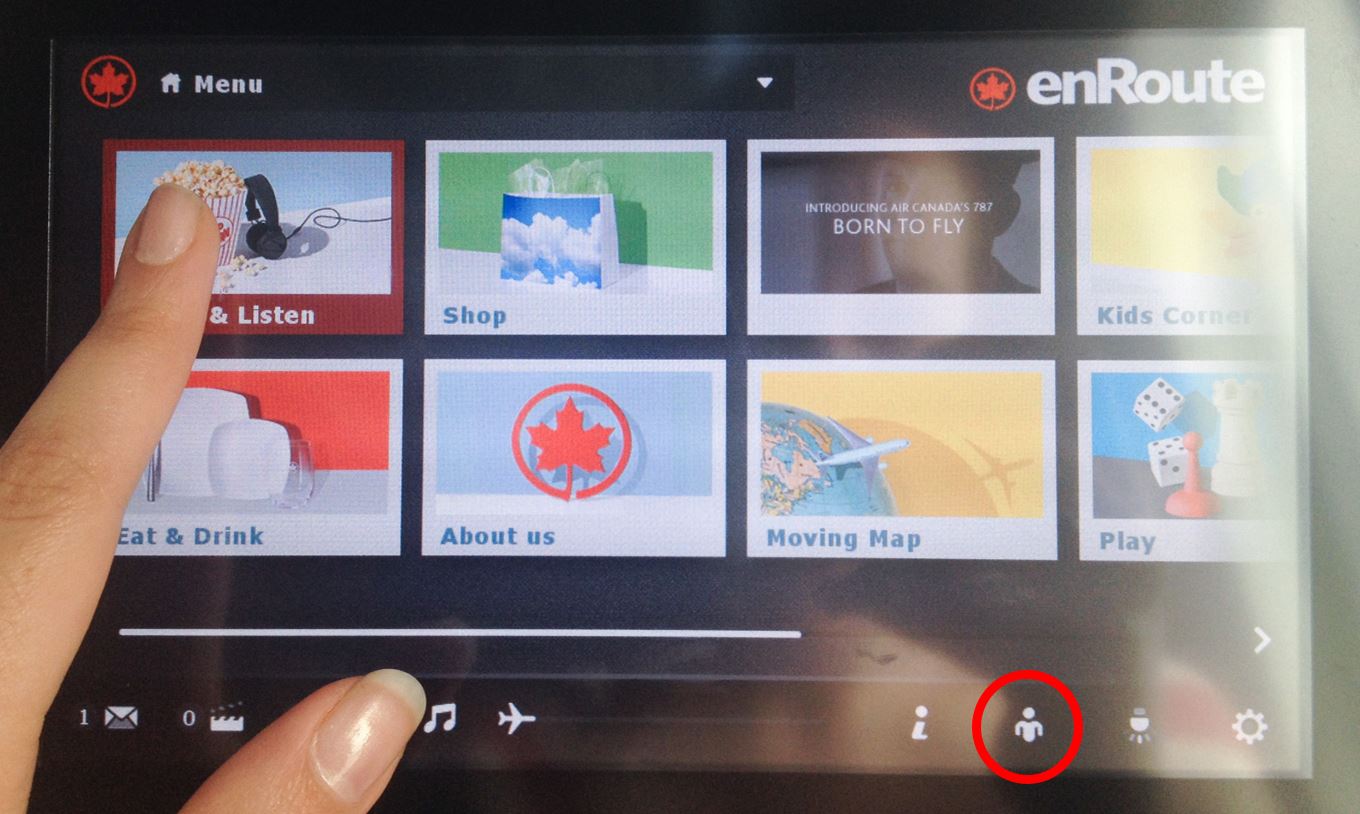 Menu
enRoute
& Listen
Shop
INTRODUCING AIR CANADA'S 787
BORN TO FLY
Kids Corner
Eat & Drink
About us
Moving Map
Play
1
0
i